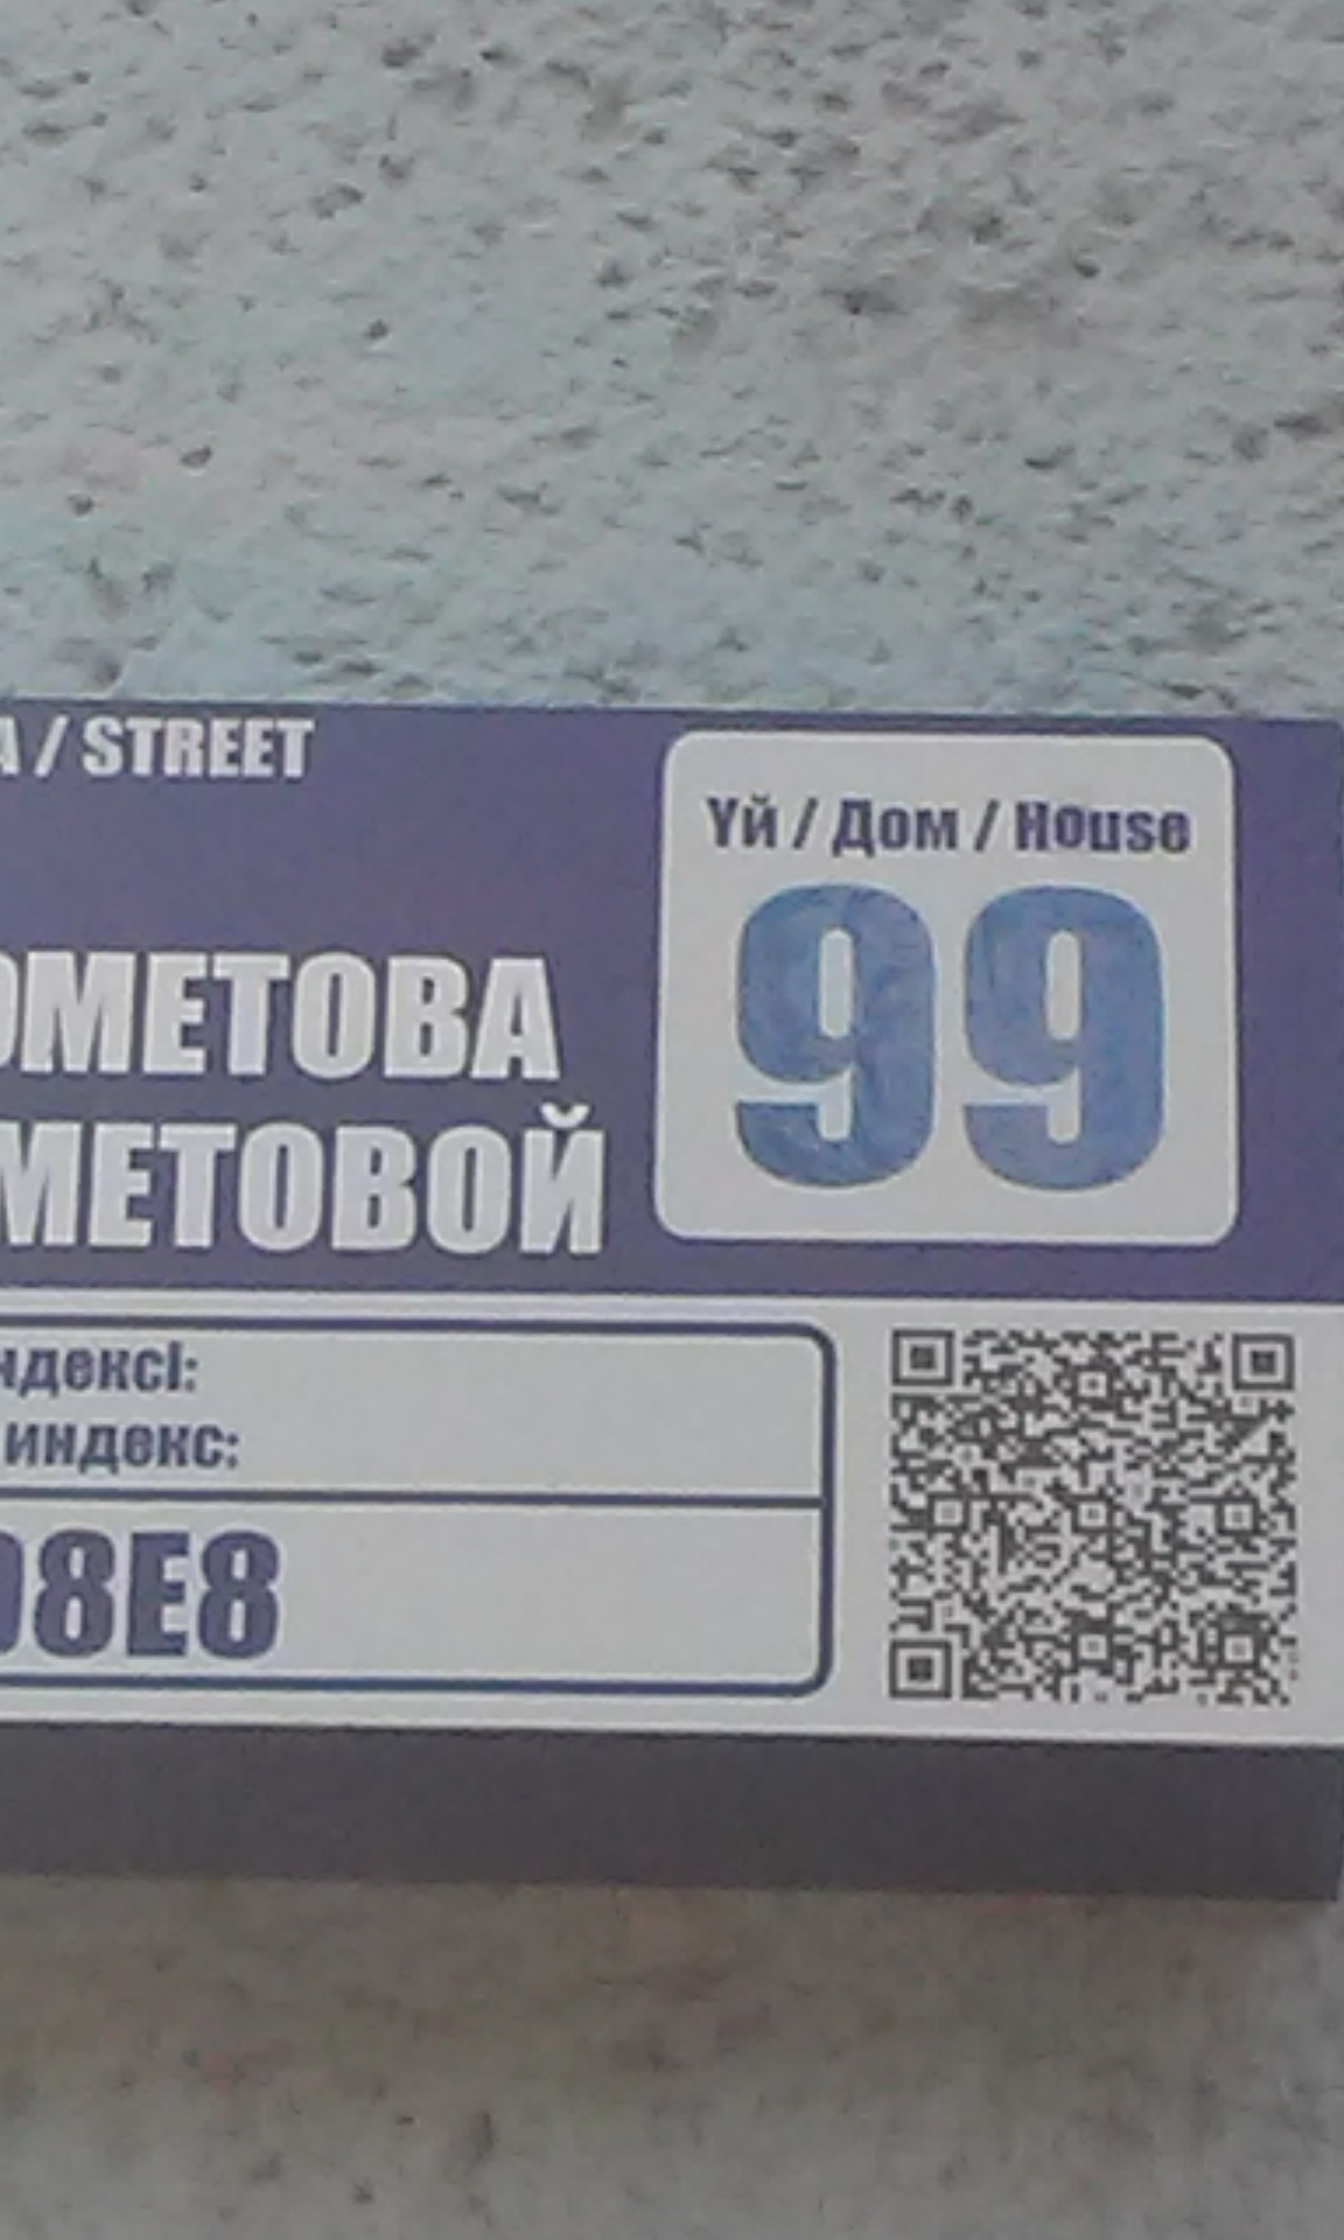 А / STREET
Үй / Дом / House
99
ОМЕТОВА
МЕТОВОЙ
ндексі:
индекс:
08E8